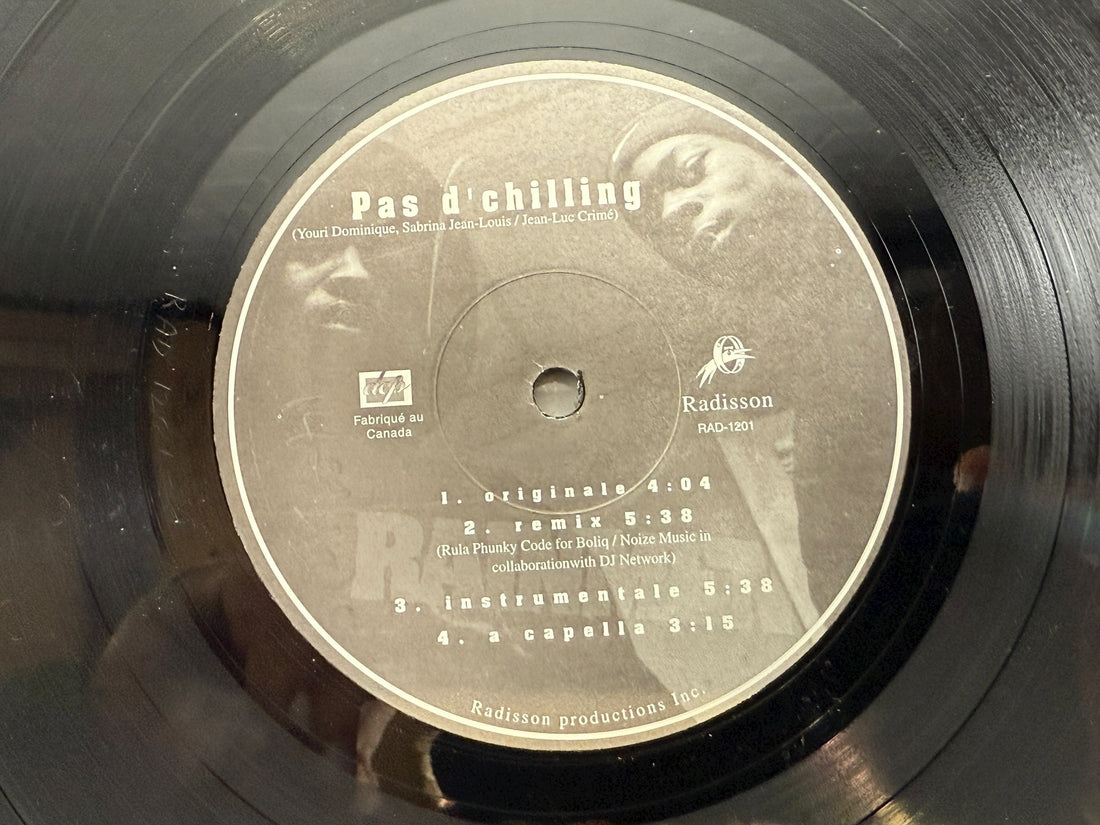 Pas d'chilling
(Youri Dominique, Sabrina Jean-Louis / Jean-Luc Crimé)
Fabriqué au
Canada
Radisson
RAD-1201
1. originale 4:04
2. remix 5:38
(Rula Phunky Code for Boliq / Noize Music in
collaborationwith DJ Network)
3. instrumentale 5:38
4. a capella 3:15
Radisson productions Inc.